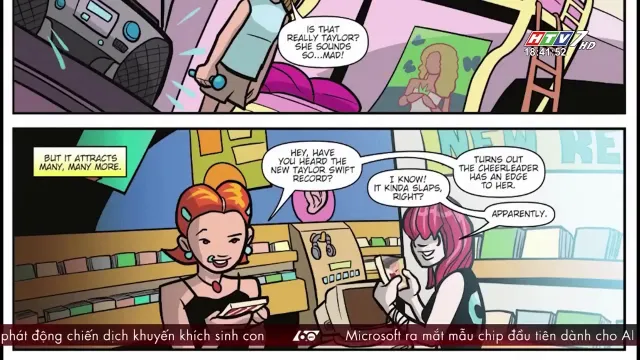 IS THAT
REALLY TAYLOR?
SHE SOUNDS
SO...MAD!
HTV7 HD
18:41:52
BUT IT ATTRACTS
MANY, MANY MORE.
HEY, HAVE
YOU HEARD THE
NEW TAYLOR SWIFT
RECORD?
I KNOW!
IT KINDA SLAPS,
RIGHT?
TURNS OUT
THE CHEERLEADER
HAS AN EDGE
TO HER.
APPARENTLY.
NEW RE
phát động chiến dịch khuyến khích sinh con
Microsoft ra mắt mẫu chip đầu tiên dành cho AI